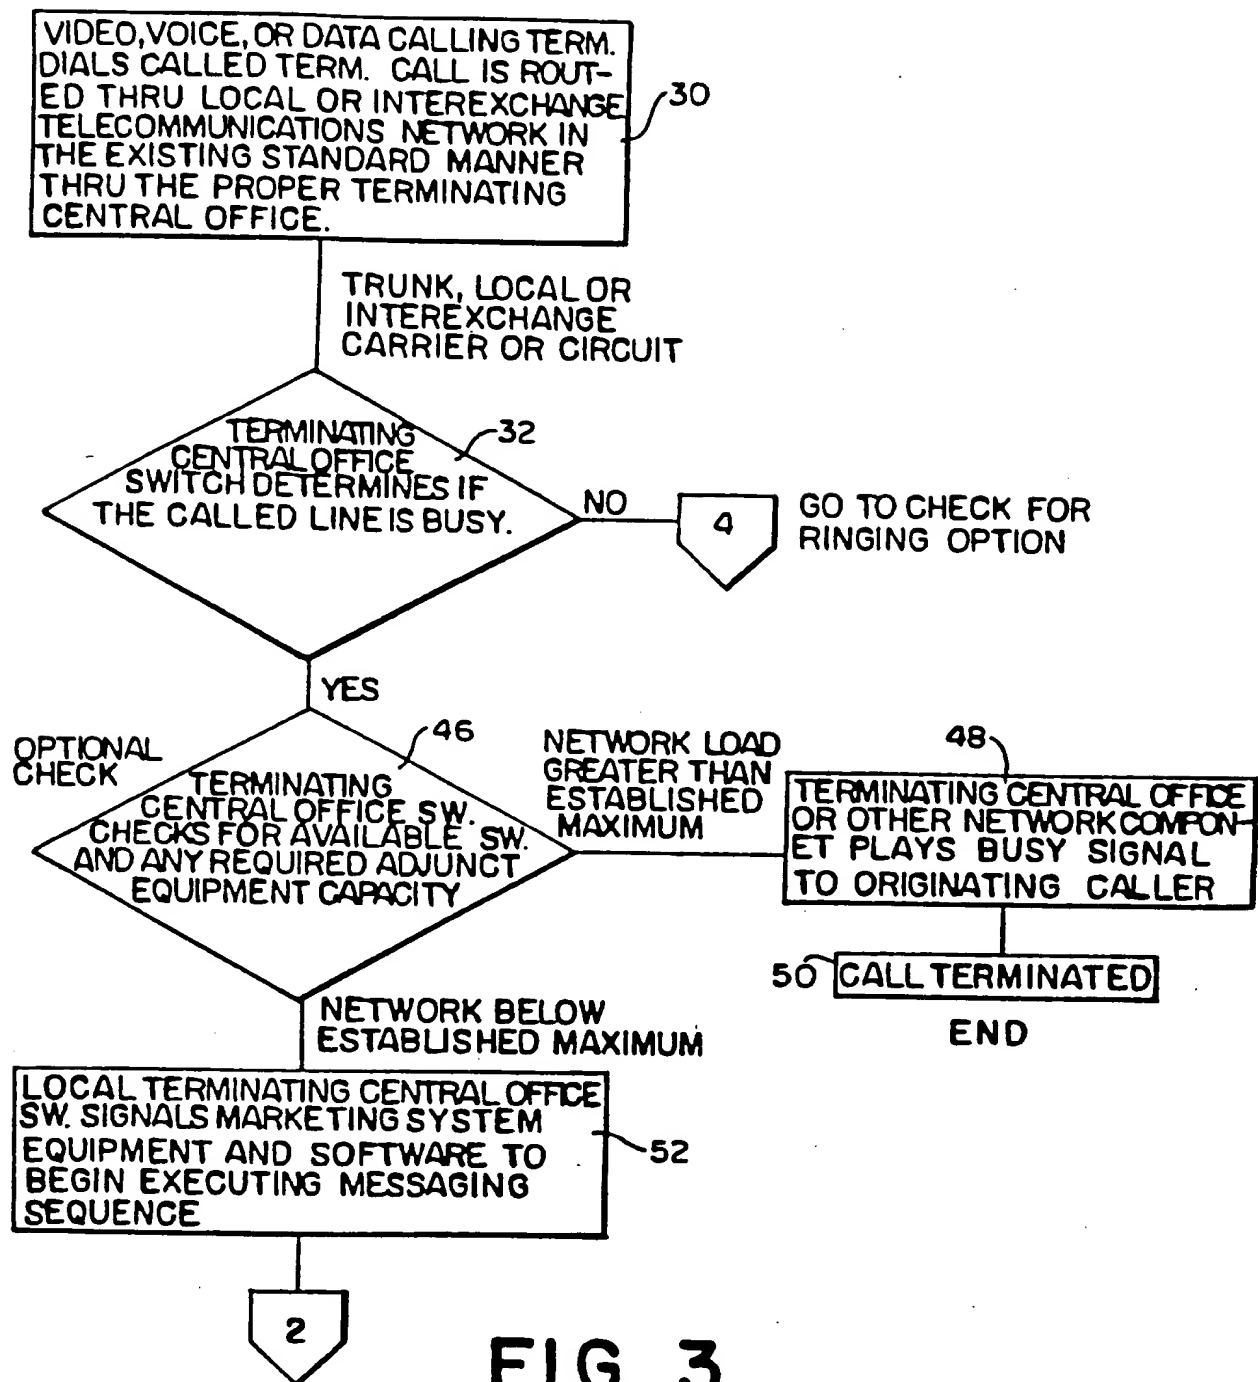 VIDEO, VOICE, OR DATA CALLING TERM.
DIALS CALLED TERM. CALL IS ROUT-
ED THRU LOCAL OR INTEREXCHANGE
TELECOMMUNICATIONS NETWORK IN
THE EXISTING STANDARD MANNER
THRU THE PROPER TERMINATING
CENTRAL OFFICE.
30
TRUNK, LOCAL OR
INTEREXCHANGE
CARRIER OR CIRCUIT
TERMINATING
CENTRAL OFFICE
SWITCH DETERMINES IF
THE CALLED LINE IS BUSY.
32
NO
4
GO TO CHECK FOR
RINGING OPTION
YES
OPTIONAL
CHECK
46
TERMINATING
CENTRAL OFFICE SW.
CHECKS FOR AVAILABLE SW.
AND ANY REQUIRED ADJUNCT
EQUIPMENT CAPACITY
NETWORK LOAD
GREATER THAN
ESTABLISHED
MAXIMUM
48
TERMINATING CENTRAL OFFICE
OR OTHER NETWORK COMPON-
ET PLAYS BUSY SIGNAL
TO ORIGINATING CALLER
50
CALL TERMINATED
END
NETWORK BELOW
ESTABLISHED MAXIMUM
LOCAL TERMINATING CENTRAL OFFICE
SW. SIGNALS MARKETING SYSTEM
EQUIPMENT AND SOFTWARE TO
BEGIN EXECUTING MESSAGING
SEQUENCE
52
2
FIG. 3